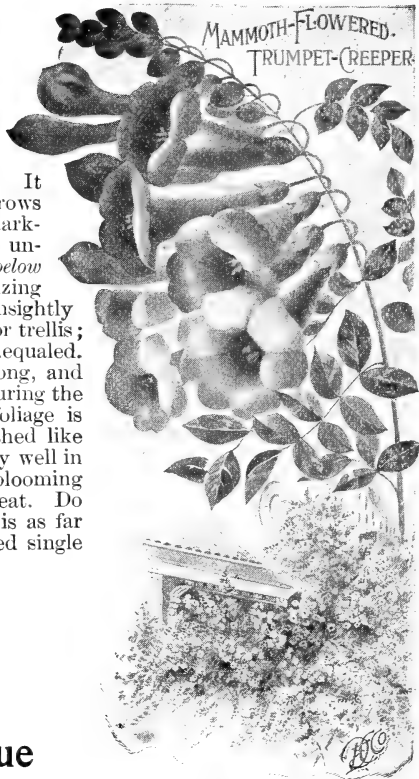 MAMMOTH-FLOWERED.
TRUMPET-CREEPER.
It
rows
ark-
un-
below
zing
nsightly
or trellis;
equaled.
ong, and
uring the
oliage is
hed like
y well in
blooming
eat. Do
is as far
ed single
ue